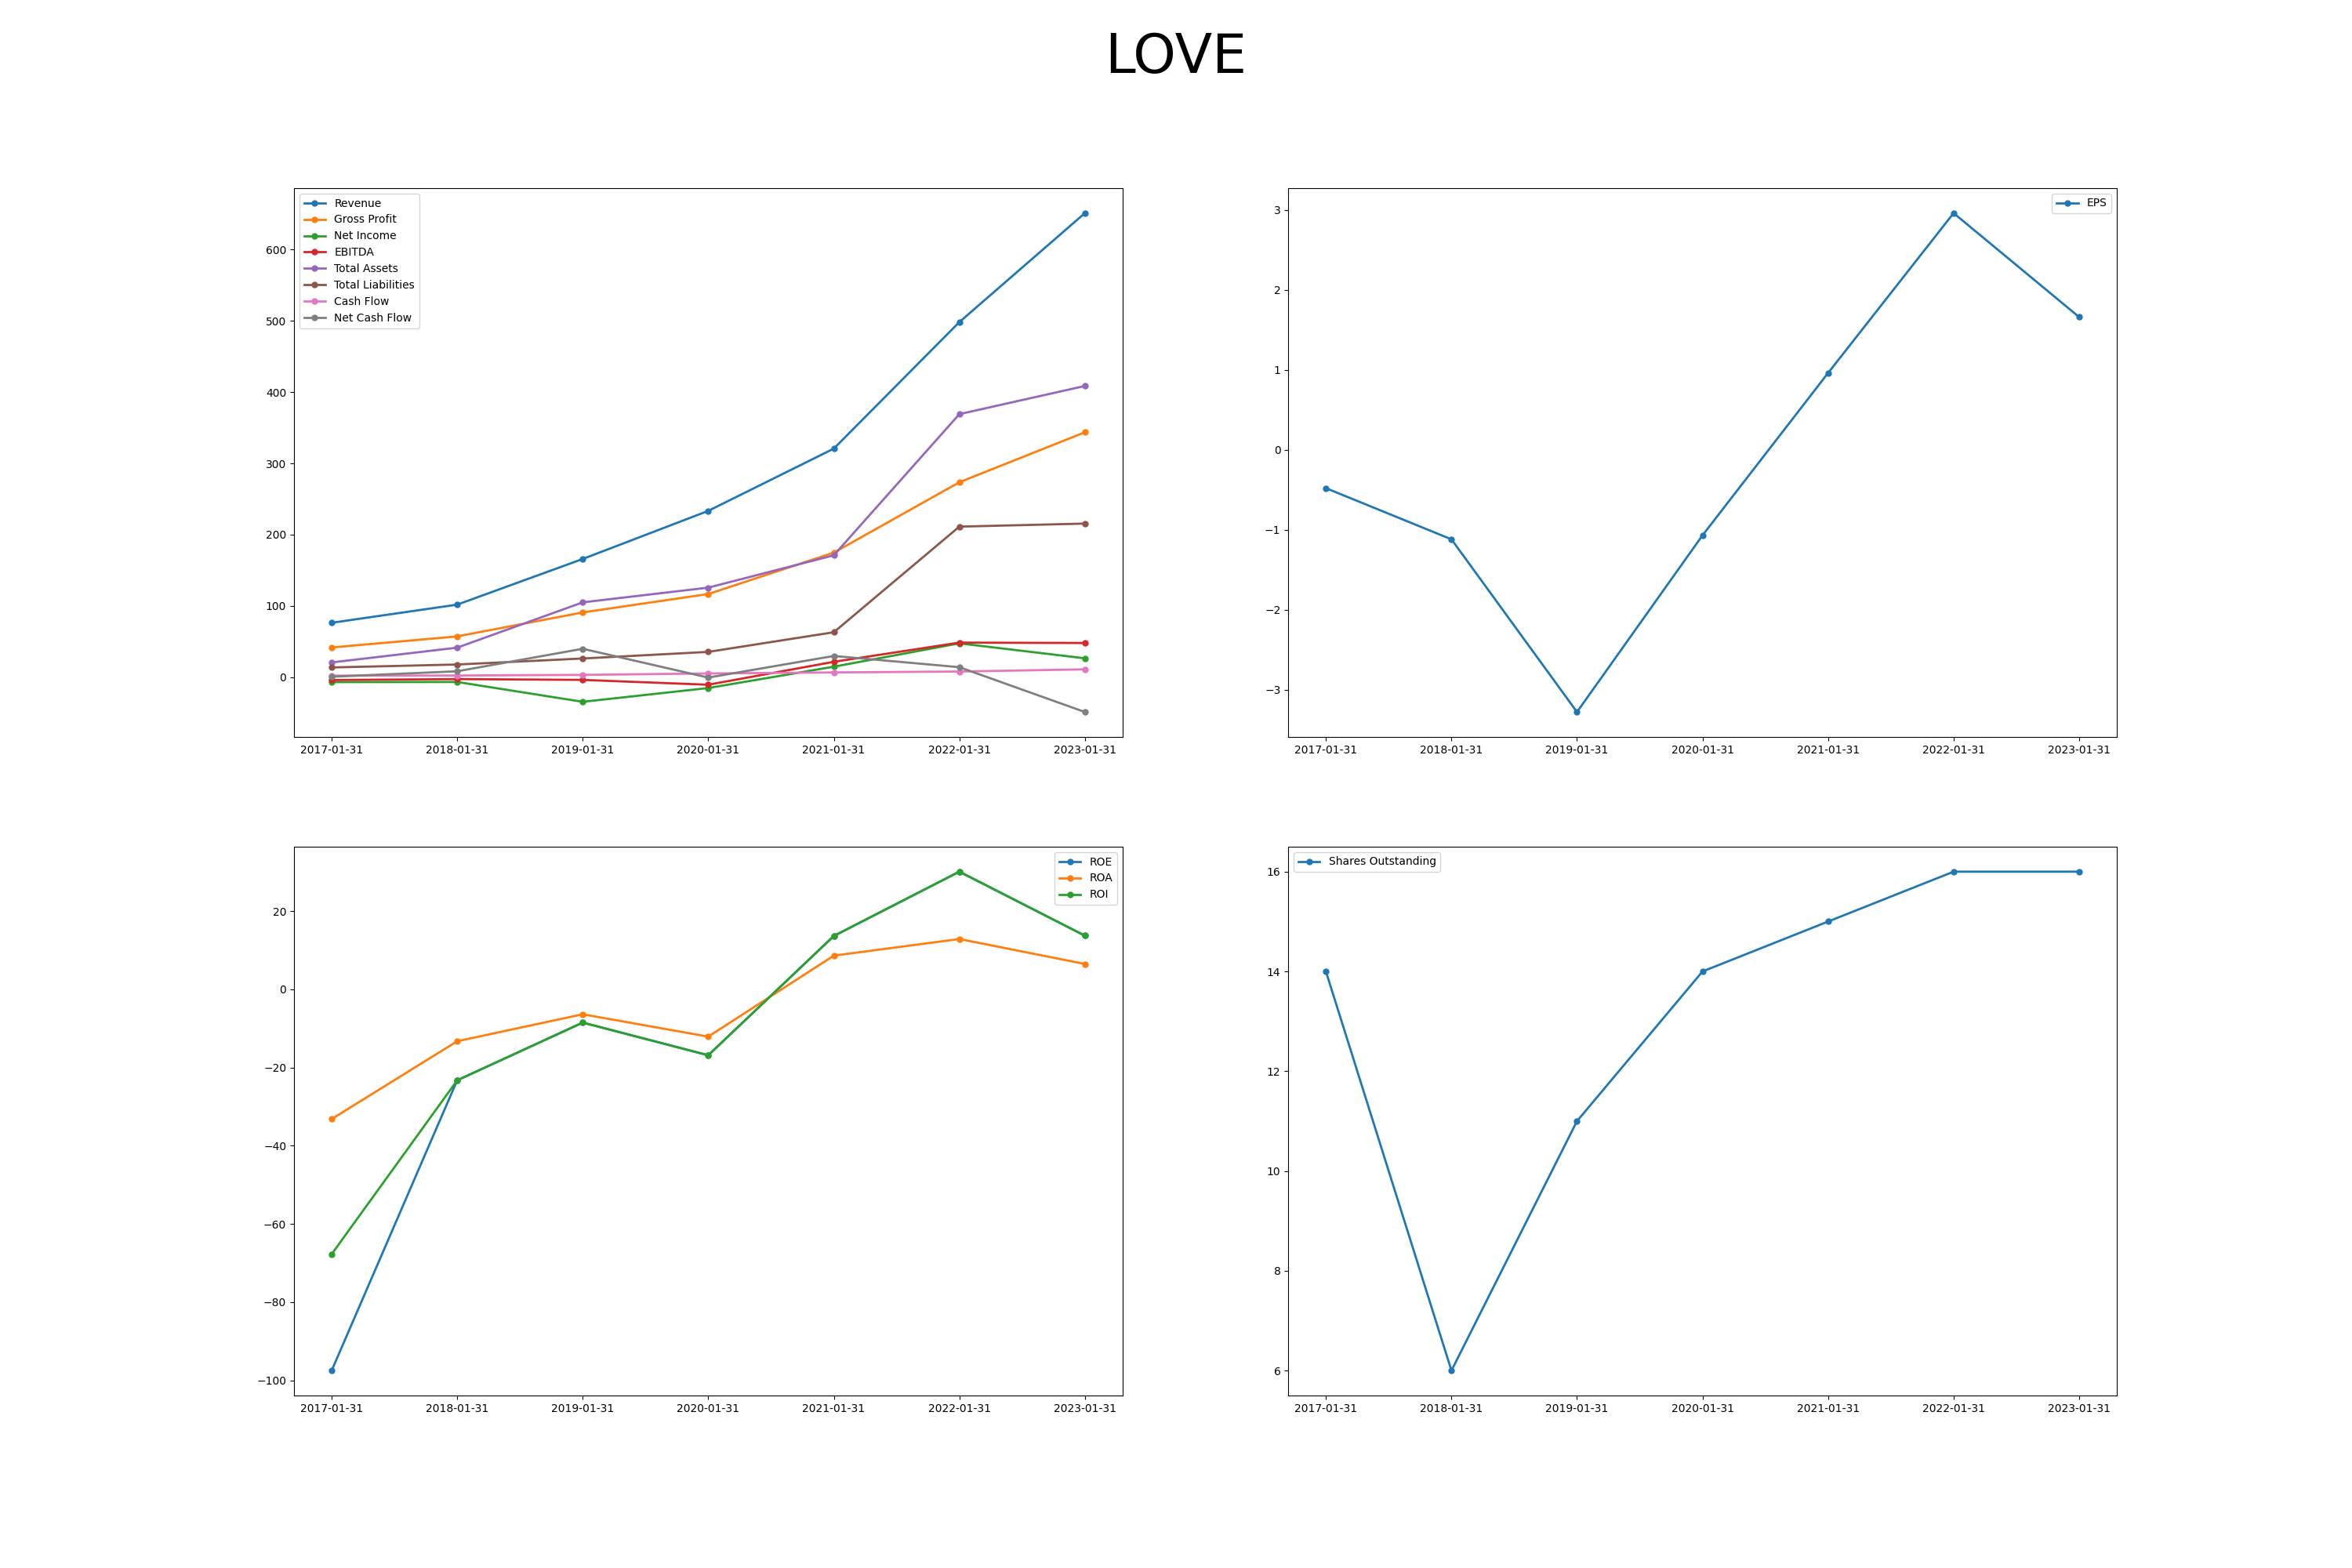 LOVE
Revenue
Gross Profit
Net Income
EBITDA
Total Assets
Total Liabilities
Cash Flow
Net Cash Flow
600
500
400
300
200
100
0
2017-01-31 2018-01-31 2019-01-31 2020-01-31 2021-01-31 2022-01-31 2023-01-31
EPS
3
2
1
0
−1
−2
−3
2017-01-31 2018-01-31 2019-01-31 2020-01-31 2021-01-31 2022-01-31 2023-01-31
ROE
ROA
ROI
20
0
−20
−40
−60
−80
−100
2017-01-31 2018-01-31 2019-01-31 2020-01-31 2021-01-31 2022-01-31 2023-01-31
Shares Outstanding
16
14
12
10
8
6
2017-01-31 2018-01-31 2019-01-31 2020-01-31 2021-01-31 2022-01-31 2023-01-31